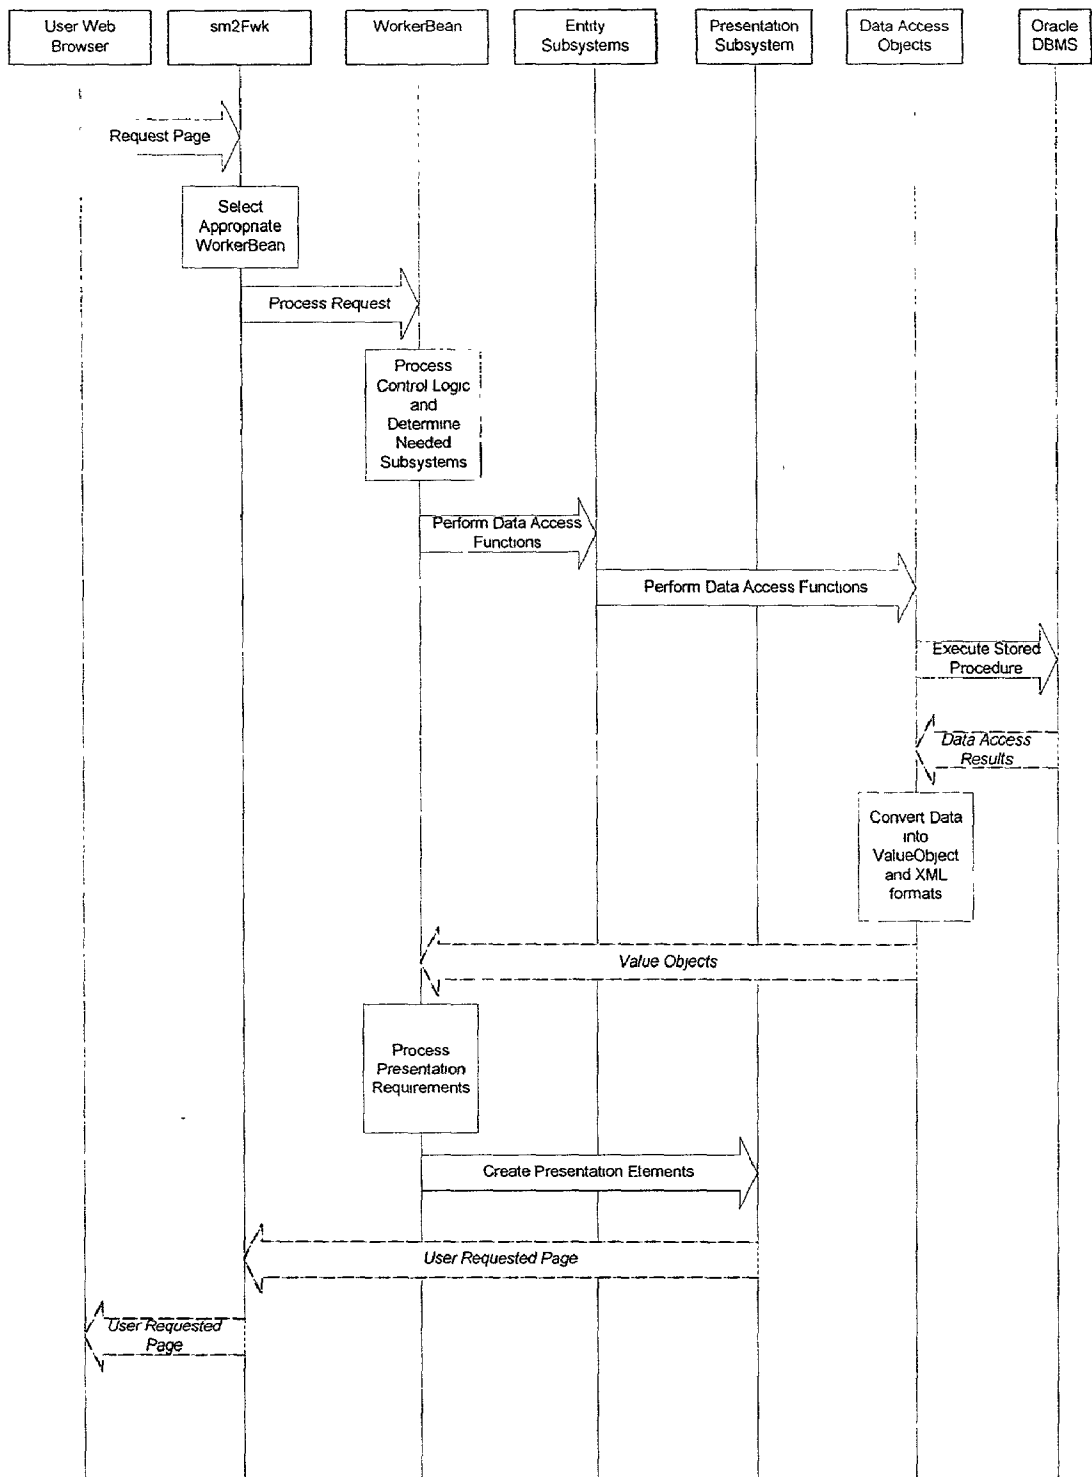 User Web
Browser
sm2Fwk
WorkerBean
Entity
Subsystems
Presentation
Subsystem
Data Access
Objects
Oracle
DBMS
Request Page
Select
Appropriate
WorkerBean
Process Request
Process
Control Logic
and
Determine
Needed
Subsystems
Perform Data Access
Functions
Perform Data Access Functions
Execute Stored
Procedure
Data Access
Results
Convert Data
into
ValueObject
and XML
formats
Value Objects
Process
Presentation
Requirements
Create Presentation Elements
User Requested Page
User Requested
Page